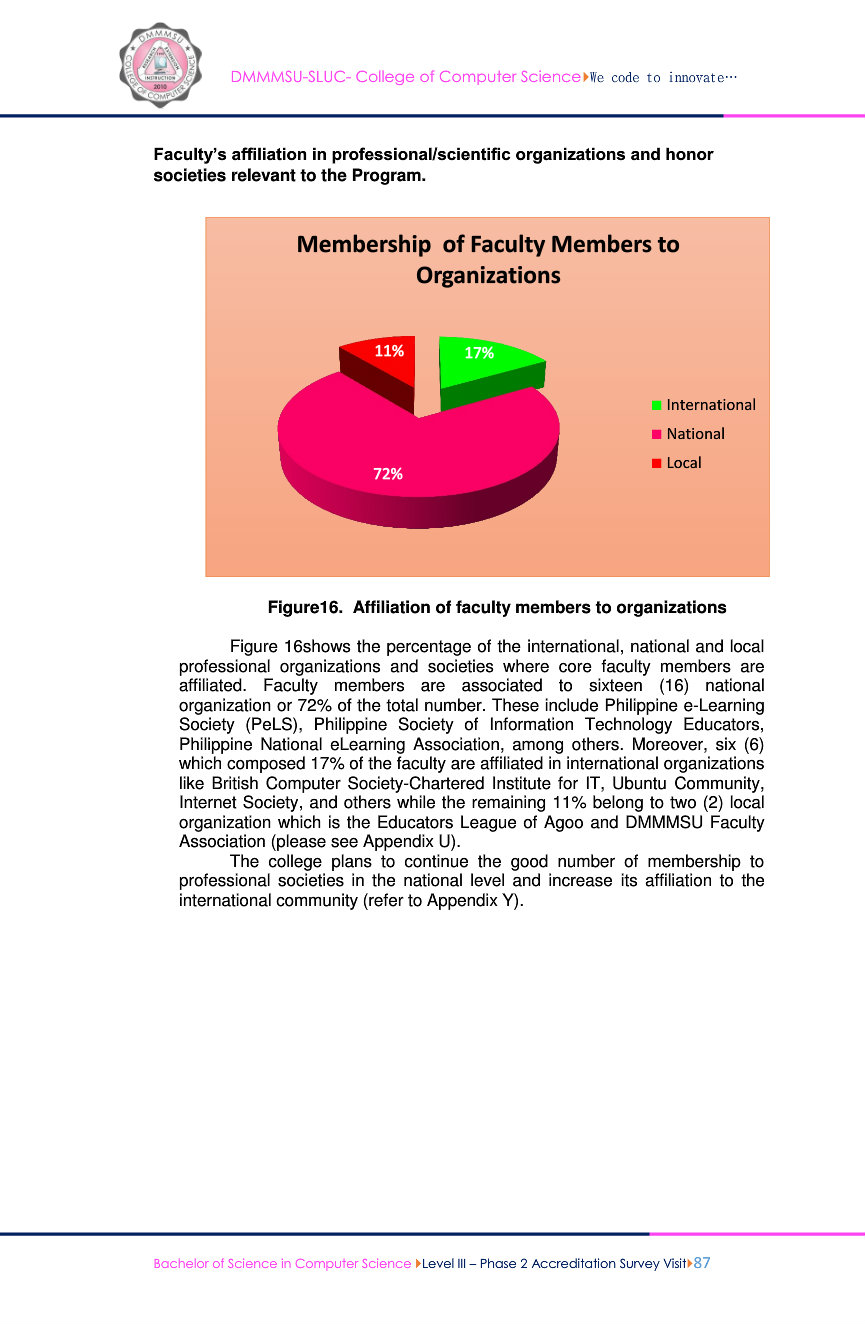 DMMMSU
COLLEGE OF COMPUTER SCIENCE
RESEARCH
EXTENSION
INSTRUCTION
2010
DMMMSU-SLUC- College of Computer Science We code to innovate…
Faculty’s affiliation in professional/scientific organizations and honor
societies relevant to the Program.
Membership of Faculty Members to
Organizations
11%
17%
72%
International
National
Local
Figure16. Affiliation of faculty members to organizations
Figure 16shows the percentage of the international, national and local
professional organizations and societies where core faculty members are
affiliated. Faculty members are associated to sixteen (16) national
organization or 72% of the total number. These include Philippine e-Learning
Society (PeLS), Philippine Society of Information Technology Educators,
Philippine National eLearning Association, among others. Moreover, six (6)
which composed 17% of the faculty are affiliated in international organizations
like British Computer Society-Chartered Institute for IT, Ubuntu Community,
Internet Society, and others while the remaining 11% belong to two (2) local
organization which is the Educators League of Agoo and DMMMSU Faculty
Association (please see Appendix U).
The college plans to continue the good number of membership to
professional societies in the national level and increase its affiliation to the
international community (refer to Appendix Y).
Bachelor of Science in Computer Science Level III – Phase 2 Accreditation Survey Visit 87